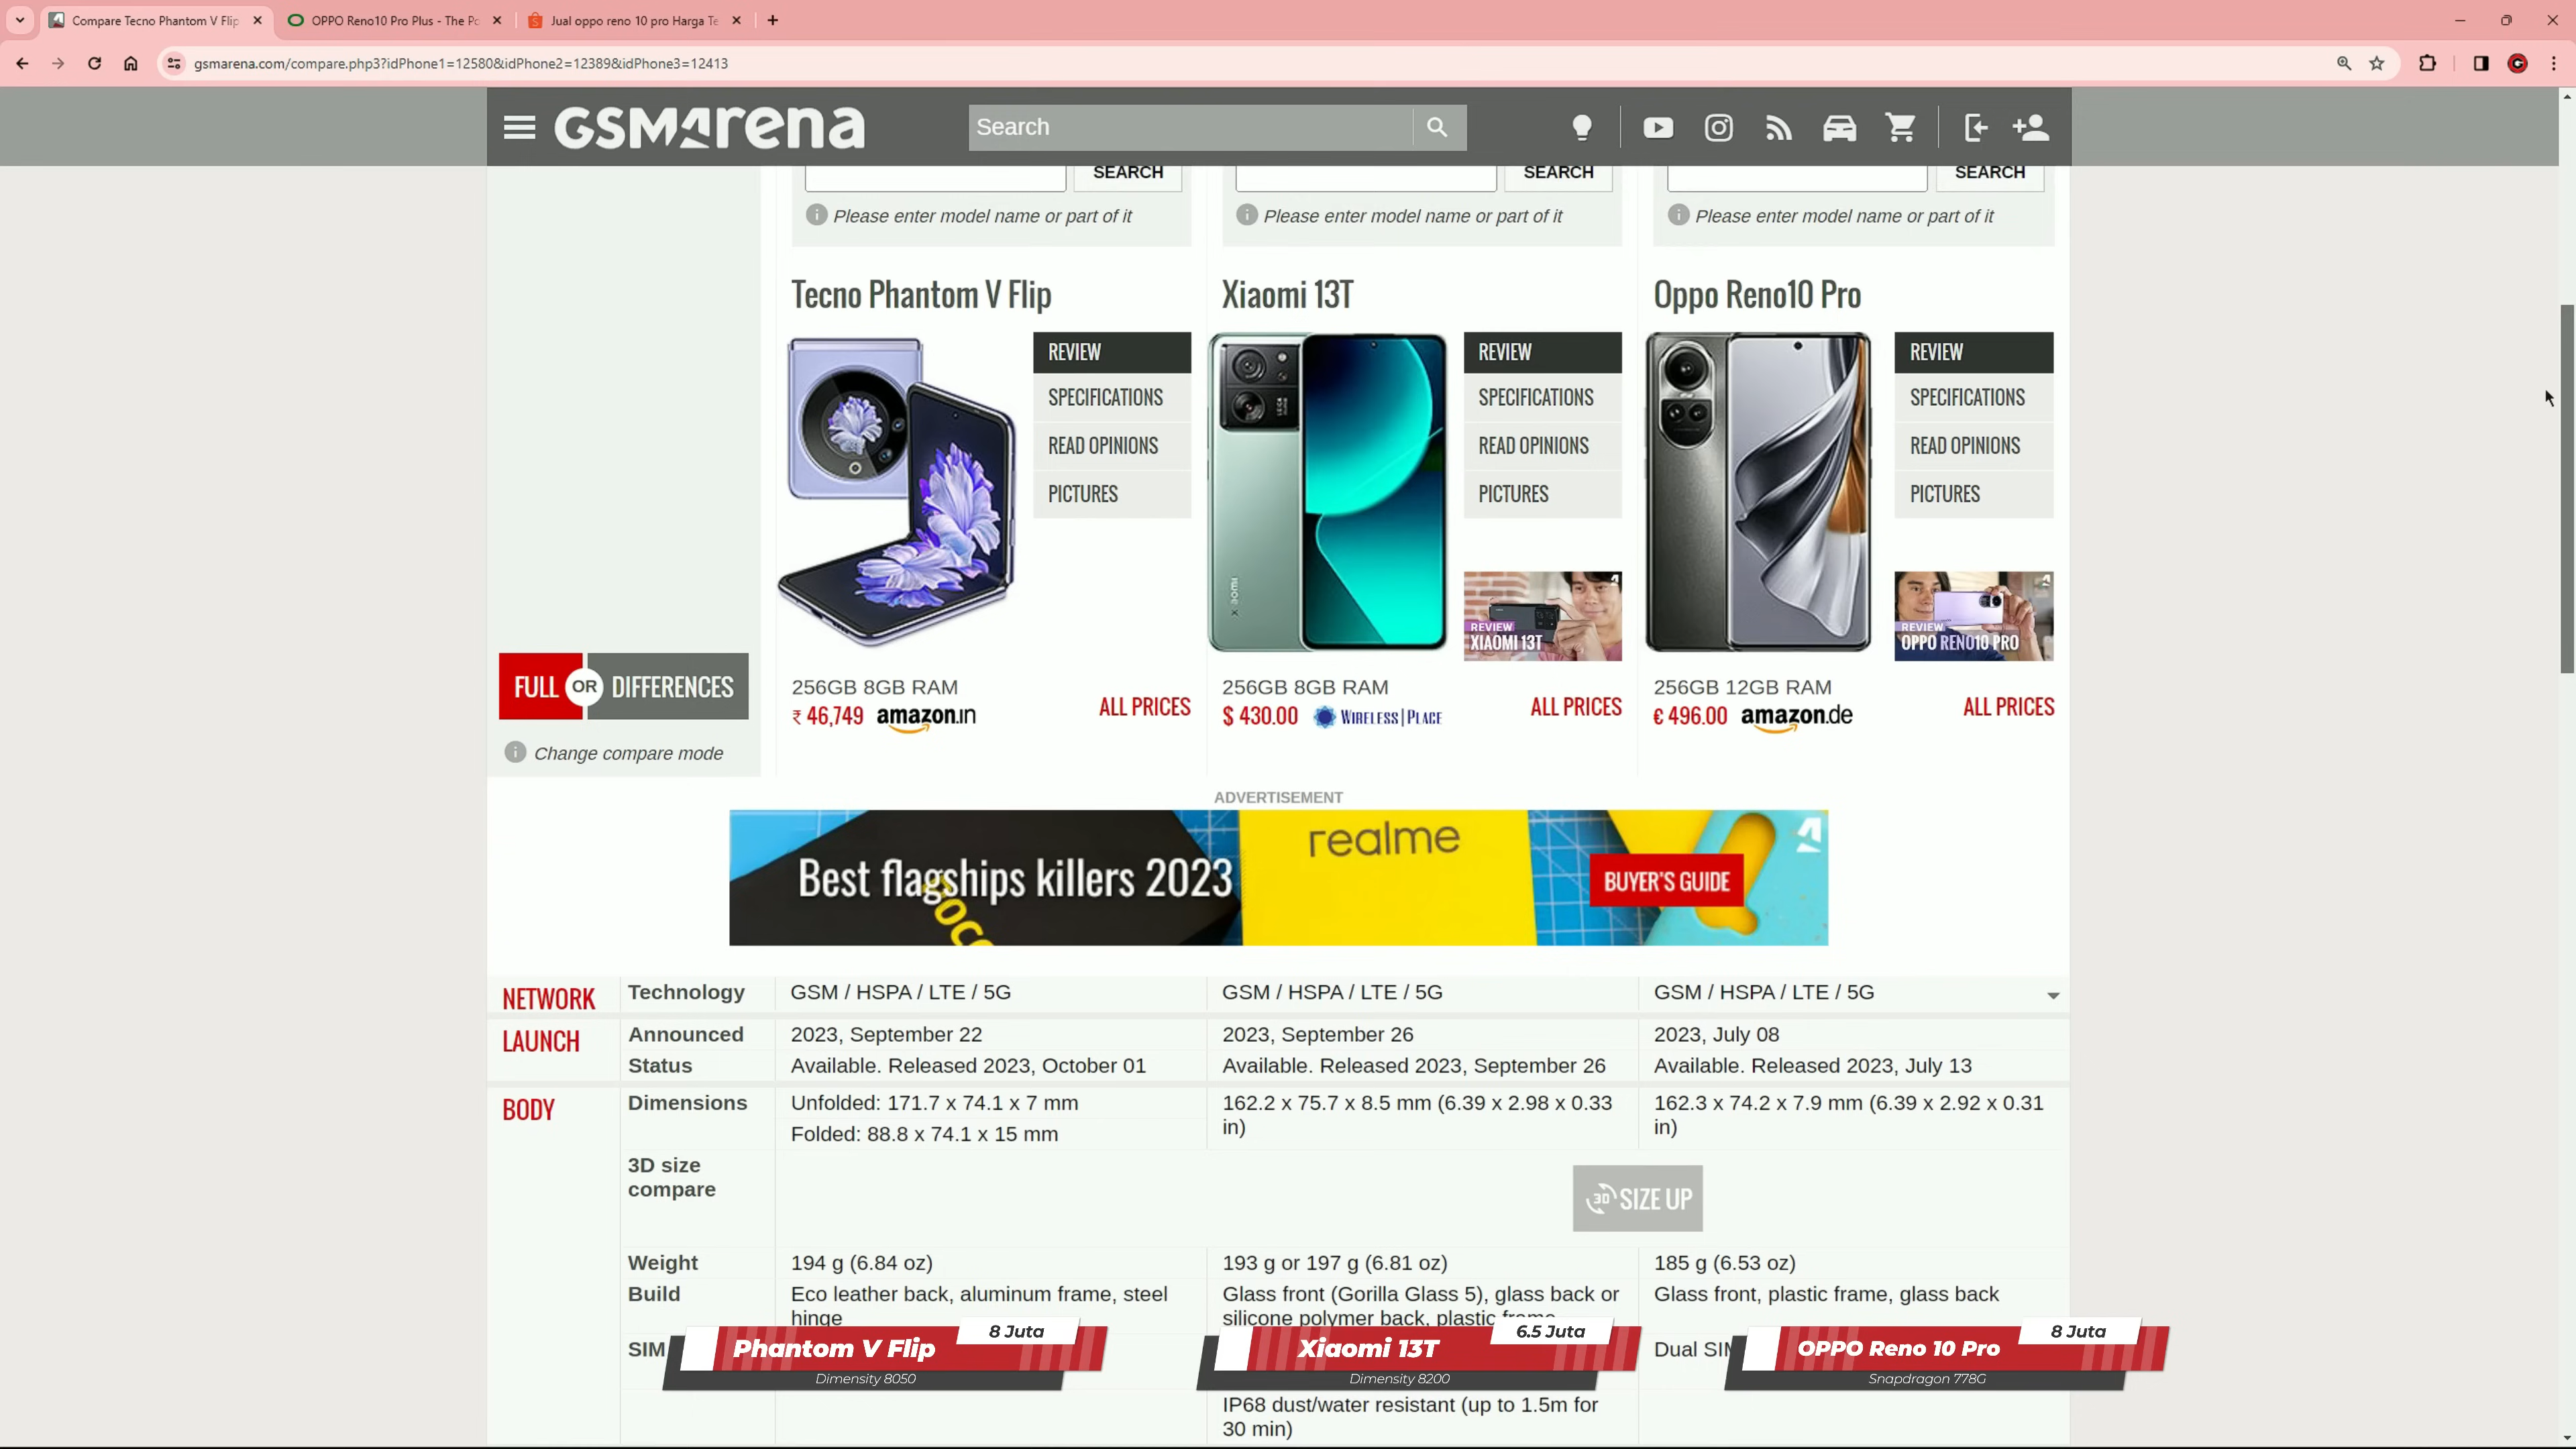 Compare Tecno Phantom V Flip
OPPO Reno10 Pro Plus - The Po
Jual oppo reno 10 pro Harga Te
gsmarena.com/compare.php3?idPhone1=12580&idPhone2=12389&idPhone3=12413
GSMArena
Search
SEARCH
SEARCH
SEARCH
Please enter model name or part of it
Please enter model name or part of it
Please enter model name or part of it
Tecno Phantom V Flip
REVIEW
SPECIFICATIONS
READ OPINIONS
PICTURES
Xiaomi 13T
REVIEW
SPECIFICATIONS
READ OPINIONS
PICTURES
REVIEW
XIAOMI 13T
Oppo Reno10 Pro
REVIEW
SPECIFICATIONS
READ OPINIONS
PICTURES
REVIEW
OPPO RENO10 PRO
FULL OR DIFFERENCES
Change compare mode
256GB 8GB RAM
₹ 46,749 amazon.in
ALL PRICES
256GB 8GB RAM
$ 430.00 WIRELESS|PLACE
ALL PRICES
256GB 12GB RAM
€ 496.00 amazon.de
ALL PRICES
ADVERTISEMENT
Best flagships killers 2023
POCO
realme
BUYER'S GUIDE
NETWORK Technology GSM / HSPA / LTE / 5G GSM / HSPA / LTE / 5G GSM / HSPA / LTE / 5G
LAUNCH Announced 2023, September 22 2023, September 26 2023, July 08
Status Available. Released 2023, October 01 Available. Released 2023, September 26 Available. Released 2023, July 13
BODY Dimensions Unfolded: 171.7 x 74.1 x 7 mm
Folded: 88.8 x 74.1 x 15 mm
162.2 x 75.7 x 8.5 mm (6.39 x 2.98 x 0.33
in)
162.3 x 74.2 x 7.9 mm (6.39 x 2.92 x 0.31
in)
3D size
compare
3D SIZE UP
Weight 194 g (6.84 oz) 193 g or 197 g (6.81 oz) 185 g (6.53 oz)
Build Eco leather back, aluminum frame, steel
hinge
Glass front (Gorilla Glass 5), glass back or
silicone polymer back, plastic frame
Glass front, plastic frame, glass back
SIM
Dual SIM
Phantom V Flip
8 Juta
Dimensity 8050
Xiaomi 13T
6.5 Juta
Dimensity 8200
OPPO Reno 10 Pro
8 Juta
Snapdragon 778G
IP68 dust/water resistant (up to 1.5m for
30 min)